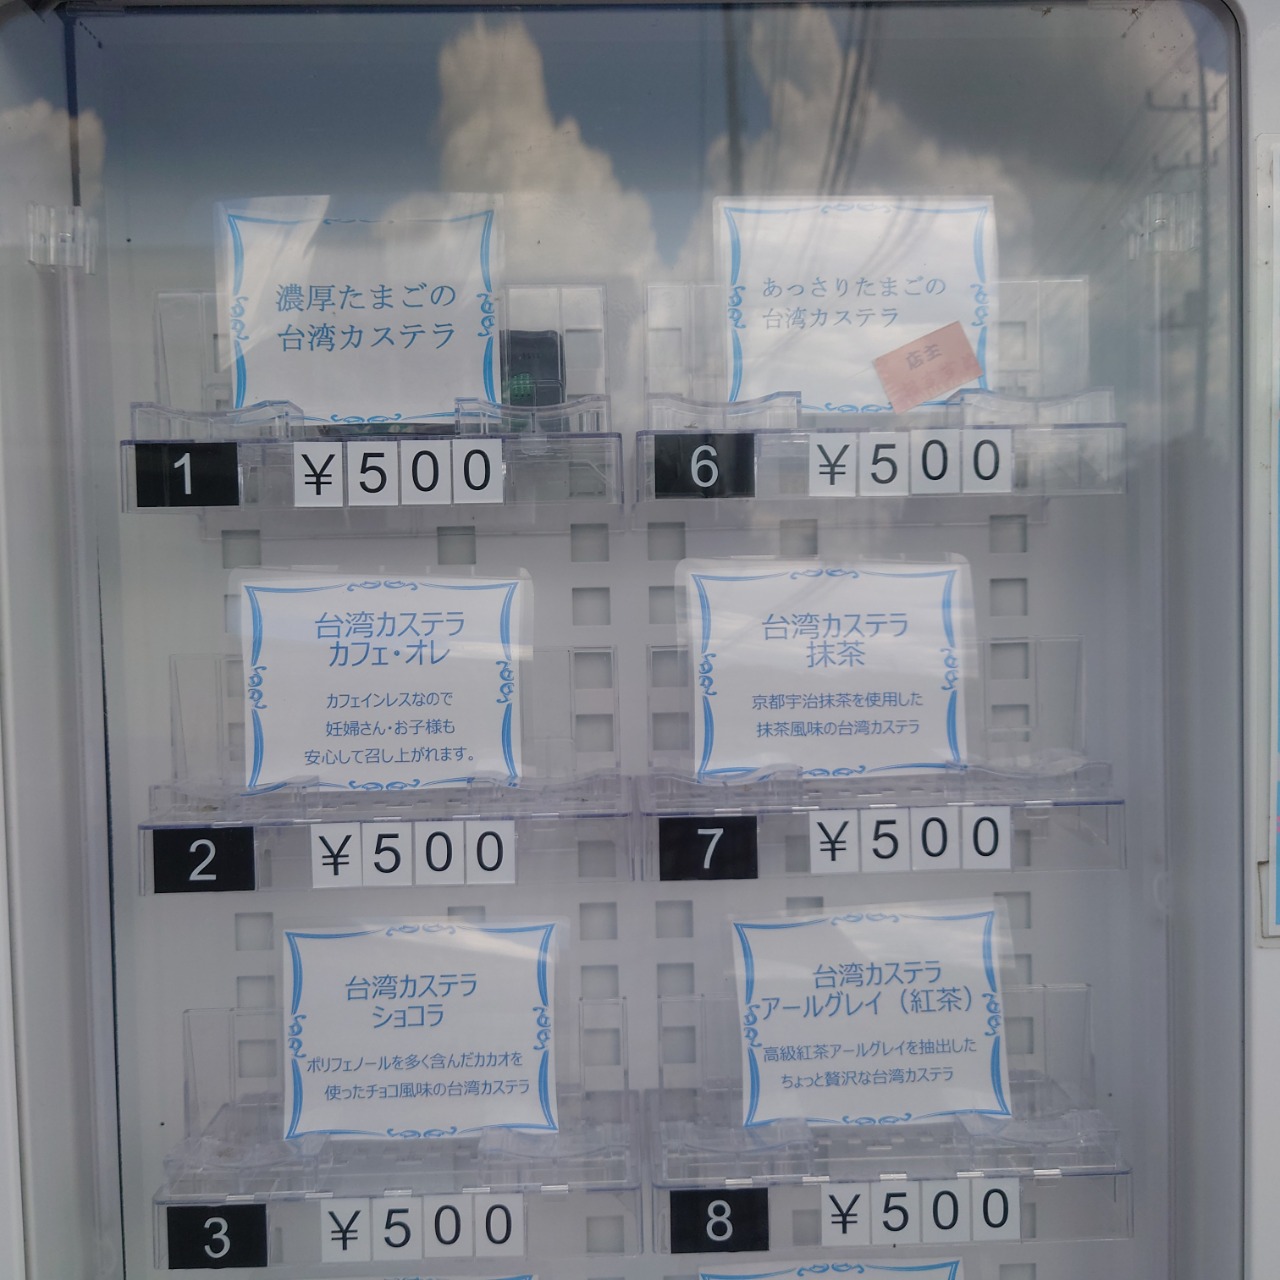 濃厚たまごの
台湾カステラ
1
¥500
あっさりたまごの
台湾カステラ
店主
6
¥500
台湾カステラ
カフェ・オレ
カフェインレスなので
妊婦さん・お子様も
安心して召し上がれます。
2
¥500
台湾カステラ
抹茶
京都宇治抹茶を使用した
抹茶風味の台湾カステラ
7
¥500
台湾カステラ
ショコラ
ポリフェノールを多く含んだカカオを
使ったチョコ風味の台湾カステラ
3
¥500
台湾カステラ
アールグレイ（紅茶）
高級紅茶アールグレイを抽出した
ちょっと贅沢な台湾カステラ
8
¥500